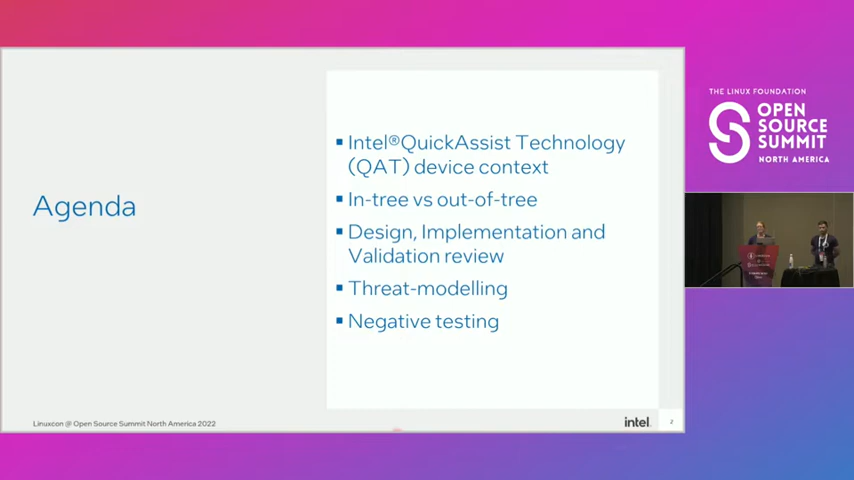 Agenda
▪ Intel®QuickAssist Technology
(QAT) device context
▪ In-tree vs out-of-tree
▪ Design, Implementation and
Validation review
▪ Threat-modelling
▪ Negative testing
Linuxcon @ Open Source Summit North America 2022
intel.
2
THE LINUX FOUNDATION
OPEN
SOURCE
SUMMIT
NORTH AMERICA